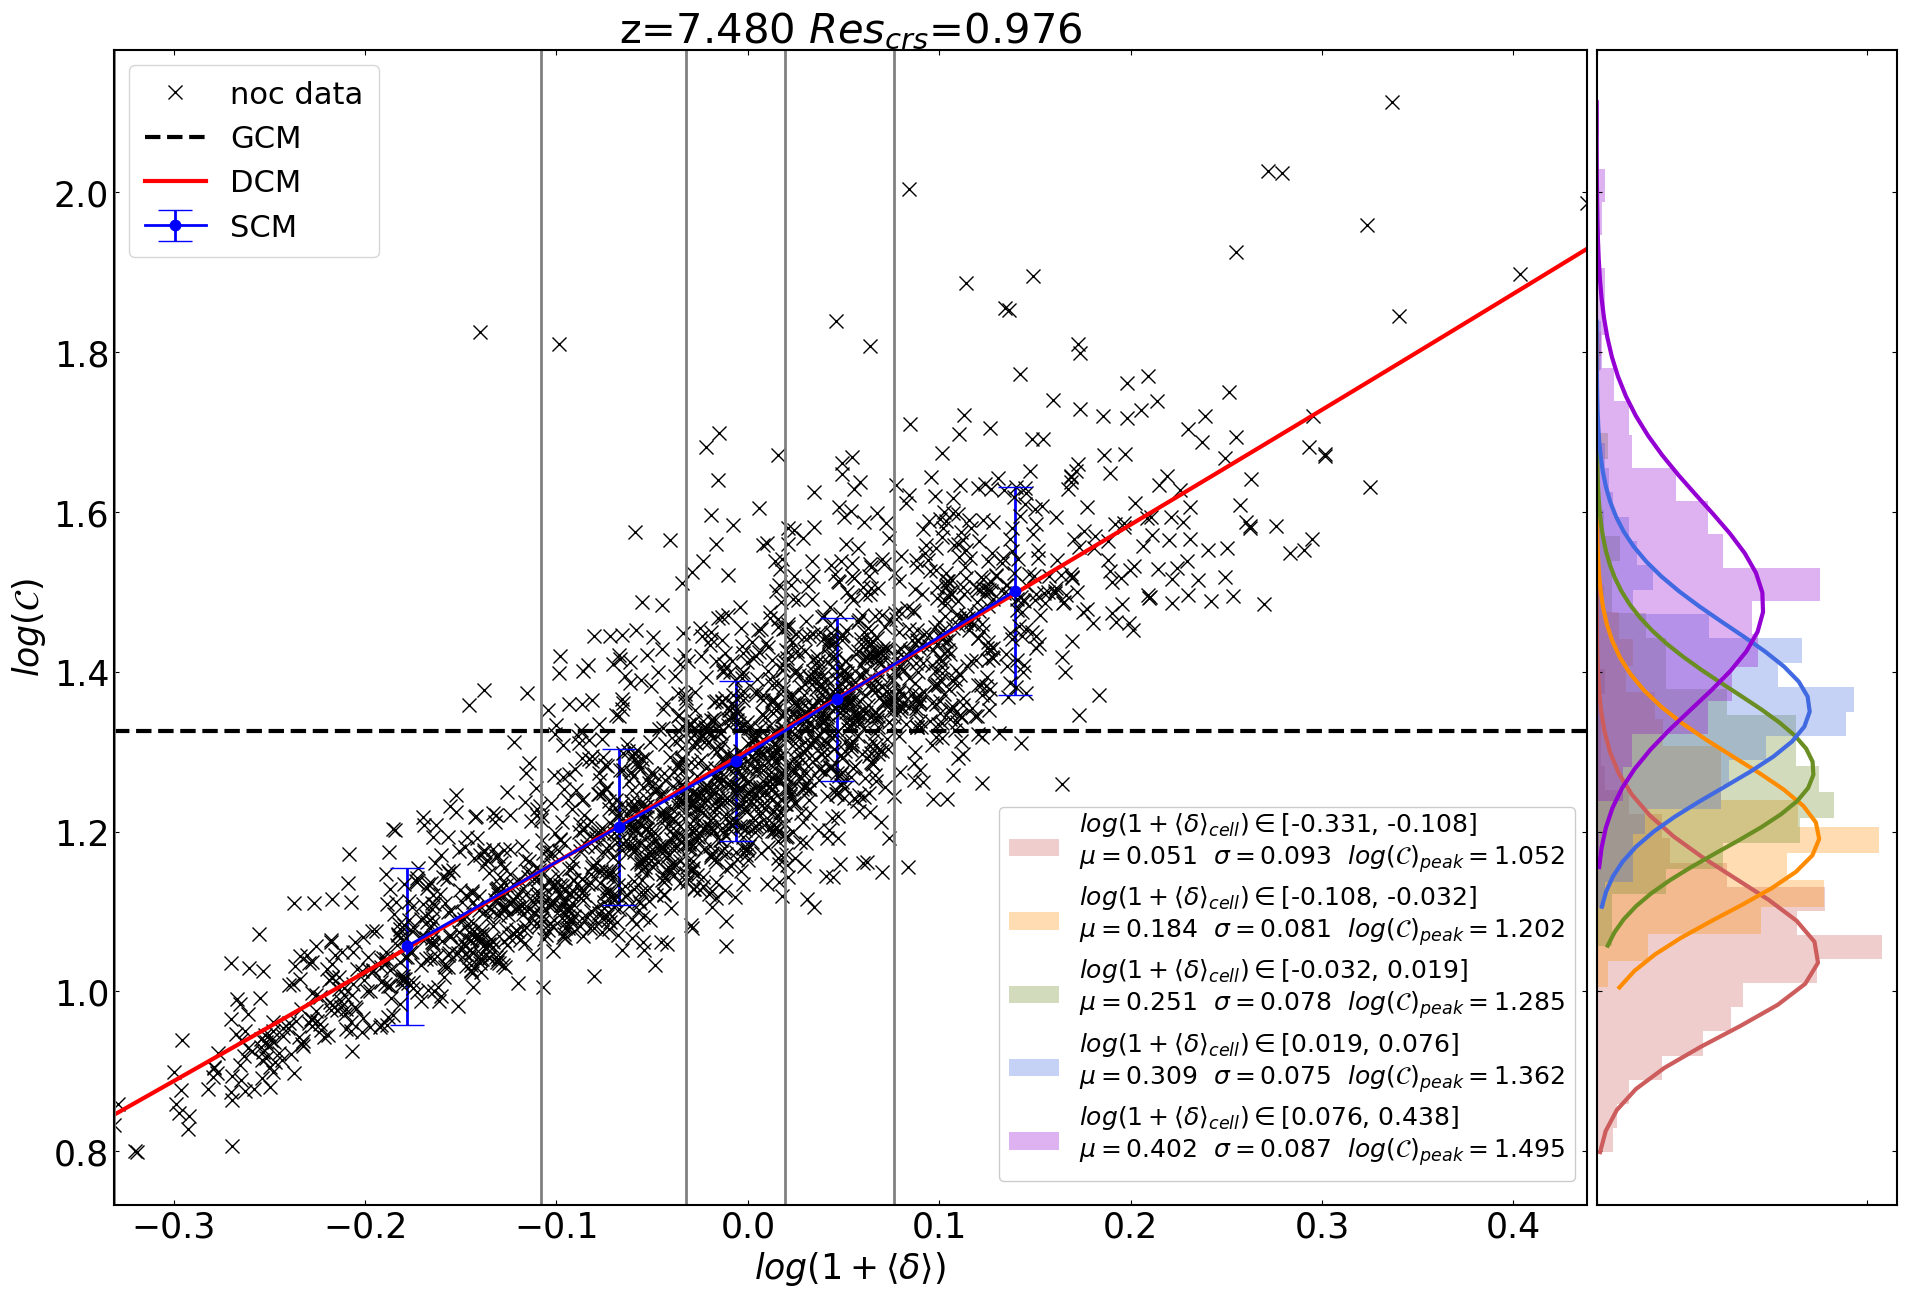 z=7.480 Res_crs=0.976
noc data
GCM
DCM
SCM
2.0
1.8
1.6
1.4
1.2
1.0
0.8
log(𝒞)
log(1 + ⟨δ⟩_cell) ∈ [-0.331, -0.108]
μ = 0.051 σ = 0.093 log(𝒞)_peak = 1.052
log(1 + ⟨δ⟩_cell) ∈ [-0.108, -0.032]
μ = 0.184 σ = 0.081 log(𝒞)_peak = 1.202
log(1 + ⟨δ⟩_cell) ∈ [-0.032, 0.019]
μ = 0.251 σ = 0.078 log(𝒞)_peak = 1.285
log(1 + ⟨δ⟩_cell) ∈ [0.019, 0.076]
μ = 0.309 σ = 0.075 log(𝒞)_peak = 1.362
log(1 + ⟨δ⟩_cell) ∈ [0.076, 0.438]
μ = 0.402 σ = 0.087 log(𝒞)_peak = 1.495
−0.3 −0.2 −0.1 0.0 0.1 0.2 0.3 0.4
log(1 + ⟨δ⟩)